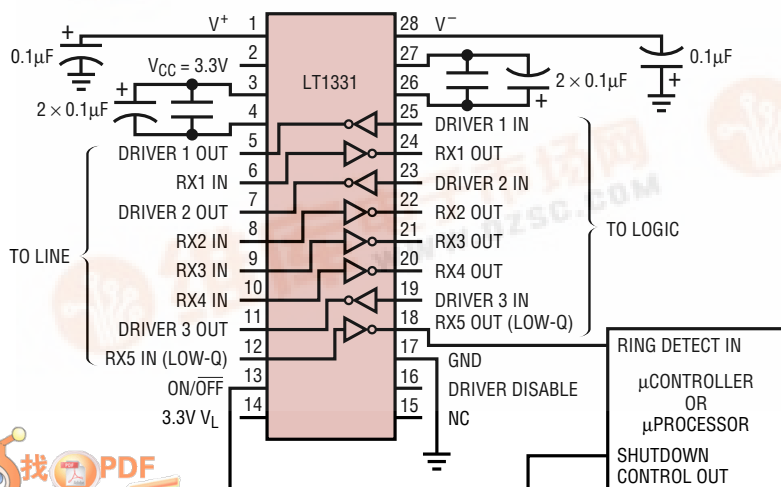 V+ 1
28 V−
0.1µF
+
2
27
0.1µF
+
VCC = 3.3V
3
LT1331
26
2 × 0.1µF
+
2 × 0.1µF
+
4
25 DRIVER 1 IN
DRIVER 1 OUT 5
24 RX1 OUT
RX1 IN 6
23 DRIVER 2 IN
DRIVER 2 OUT 7
22 RX2 OUT
TO LINE
RX2 IN 8
21 RX3 OUT
TO LOGIC
RX3 IN 9
20 RX4 OUT
RX4 IN 10
19 DRIVER 3 IN
DRIVER 3 OUT 11
18 RX5 OUT (LOW-Q)
RX5 IN (LOW-Q) 12
17 GND
ON/OFF 13
16 DRIVER DISABLE
3.3V VL 14
15 NC
RING DETECT IN
µCONTROLLER
OR
µPROCESSOR
SHUTDOWN
CONTROL OUT
WWW.DZSC.COM
找 PDF